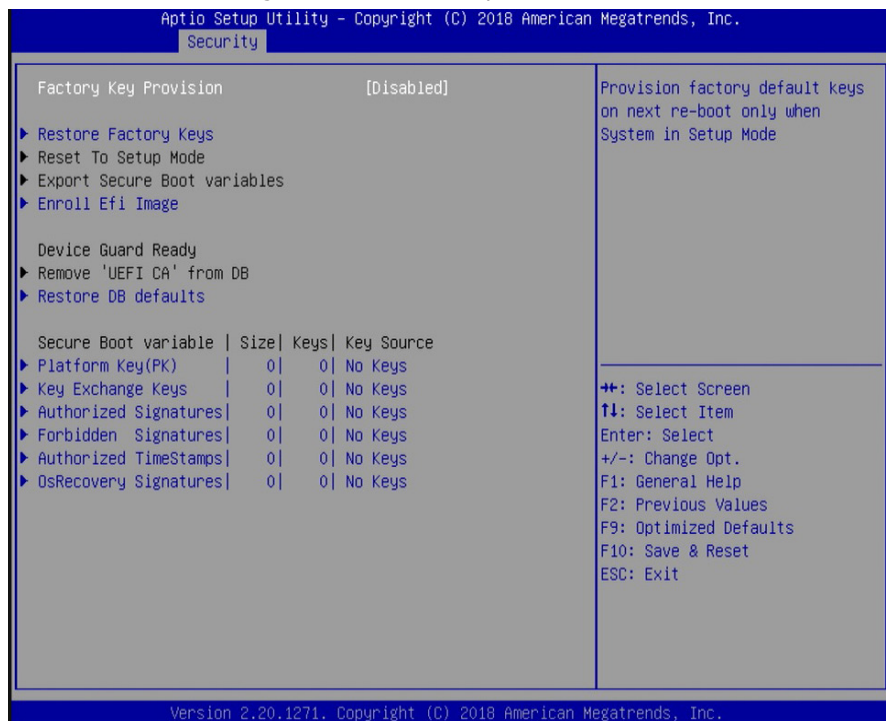 Aptio Setup Utility – Copyright (C) 2018 American Megatrends, Inc.
Security
Factory Key Provision [Disabled]
Restore Factory Keys
Reset To Setup Mode
Export Secure Boot variables
Enroll Efi Image
Device Guard Ready
Remove 'UEFI CA' from DB
Restore DB defaults
Secure Boot variable | Size| Keys| Key Source
Platform Key(PK) | 0| 0| No Keys
Key Exchange Keys | 0| 0| No Keys
Authorized Signatures| 0| 0| No Keys
Forbidden Signatures| 0| 0| No Keys
Authorized TimeStamps| 0| 0| No Keys
OsRecovery Signatures| 0| 0| No Keys
Provision factory default keys
on next re-boot only when
System in Setup Mode
→←: Select Screen
↑↓: Select Item
Enter: Select
+/-: Change Opt.
F1: General Help
F2: Previous Values
F9: Optimized Defaults
F10: Save & Reset
ESC: Exit
Version 2.20.1271. Copyright (C) 2018 American Megatrends, Inc.